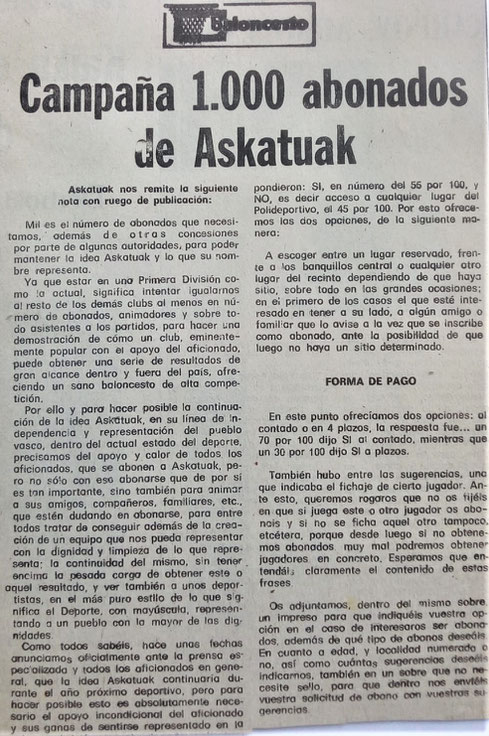 Baloncesto
Campaña 1.000 abonados
de Askatuak
Askatuak nos remite la siguiente
nota con ruego de publicación:
Mil es el número de abonados que necesi-
tamos, además de otras concesiones
por parte de algunas autoridades, para poder
mantener la idea Askatuak y lo que su nom-
bre representa.
Ya que estar en una Primera División co-
mo la actual, significa intentar igualarnos
al resto de los demás clubs al menos en nú-
mero de abonados, animadores y sobre to-
do asistentes a los partidos, para hacer una
demostración de cómo un club, eminente-
mente popular con el apoyo del aficionado,
puede obtener una serie de resultados de
gran alcance dentro y fuera del país, ofre-
ciendo un sano baloncesto de alta compe-
tición.
Por ello y para hacer posible la continua-
ción de la idea Askatuak, en su línea de in-
dependencia y representación del pueblo
vasco, dentro del actual estado del deporte,
precisamos del apoyo y calor de todos los
aficionados, que se abonen a Askatuak, pe-
ro no sólo con eso abonarse que de por sí
es tan importante, sino también para animar
a sus amigos, compañeros, familiares, etc.,
que estén dudando en abonarse, para entre
todos tratar de conseguir además de la crea-
ción de un equipo que nos pueda representar
con la dignidad y limpieza de lo que repre-
senta; la continuidad del mismo, sin tener
encima la pesada carga de obtener este o
aquel resultado, y ver también a unos depor-
tistas, en el más puro estilo de lo que sig-
nifica el Deporte, con mayúscula, represen-
tando a un pueblo con la mayor de las dig-
nidades.
Como todos sabéis, hace unas fechas
anunciamos oficialmente ante la prensa es-
pecializada y todos los aficionados en gene-
ral, que la idea Askatuak continuaría du-
rante el año próximo deportivo, pero para
hacer posible esto es absolutamente nece-
sario el apoyo incondicional del aficionado
y sus ganas de sentirse representado en la
pondieron: SI, en número del 55 por 100, y
NO, es decir acceso a cualquier lugar del
Polideportivo, el 45 por 100. Por esto ofrece-
mos las dos opciones, de la siguiente ma-
nera:
A escoger entre un lugar reservado, fren-
te a los banquillos central o cualquier otro
lugar del recinto dependiendo de que haya
sitio, sobre todo en las grandes ocasiones;
en el primero de los casos el que esté inte-
resado en tener a su lado, a algún amigo o
familiar que lo avise a la vez que se inscribe
como abonado, ante la posibilidad de que
luego no haya un sitio determinado.
FORMA DE PAGO
En este punto ofrecíamos dos opciones: al
contado o en 4 plazos, la respuesta fue... un
70 por 100 dijo SI al contado, mientras que
un 30 por 100 dijo SI a plazos.
También hubo entre las sugerencias, una
que indicaba el fichaje de cierto jugador. An-
te esto, queremos rogaros que no os fijéis
en que si juega este o otro jugador os abo-
nais y si no se ficha aquel otro tampoco,
etcétera, porque desde luego si no obtene-
mos abonados muy mal podremos obtener
jugadores en concreto. Esperamos que en-
tendáis claramente el contenido de estas
frases.
Os adjuntamos, dentro del mismo sobre
un impreso para que indiquéis vuestra op-
ción en el caso de interesaros ser abona-
dos, además de qué tipo de abonos deseáis.
En cuanto a edad, y localidad numerada o
no, así como cuántas sugerencias deseéis
indicarnos, también en un sobre que no ne-
cesite sello, para que dentro nos enviéis
vuestra solicitud de abono con vuestras su-
gerencias.